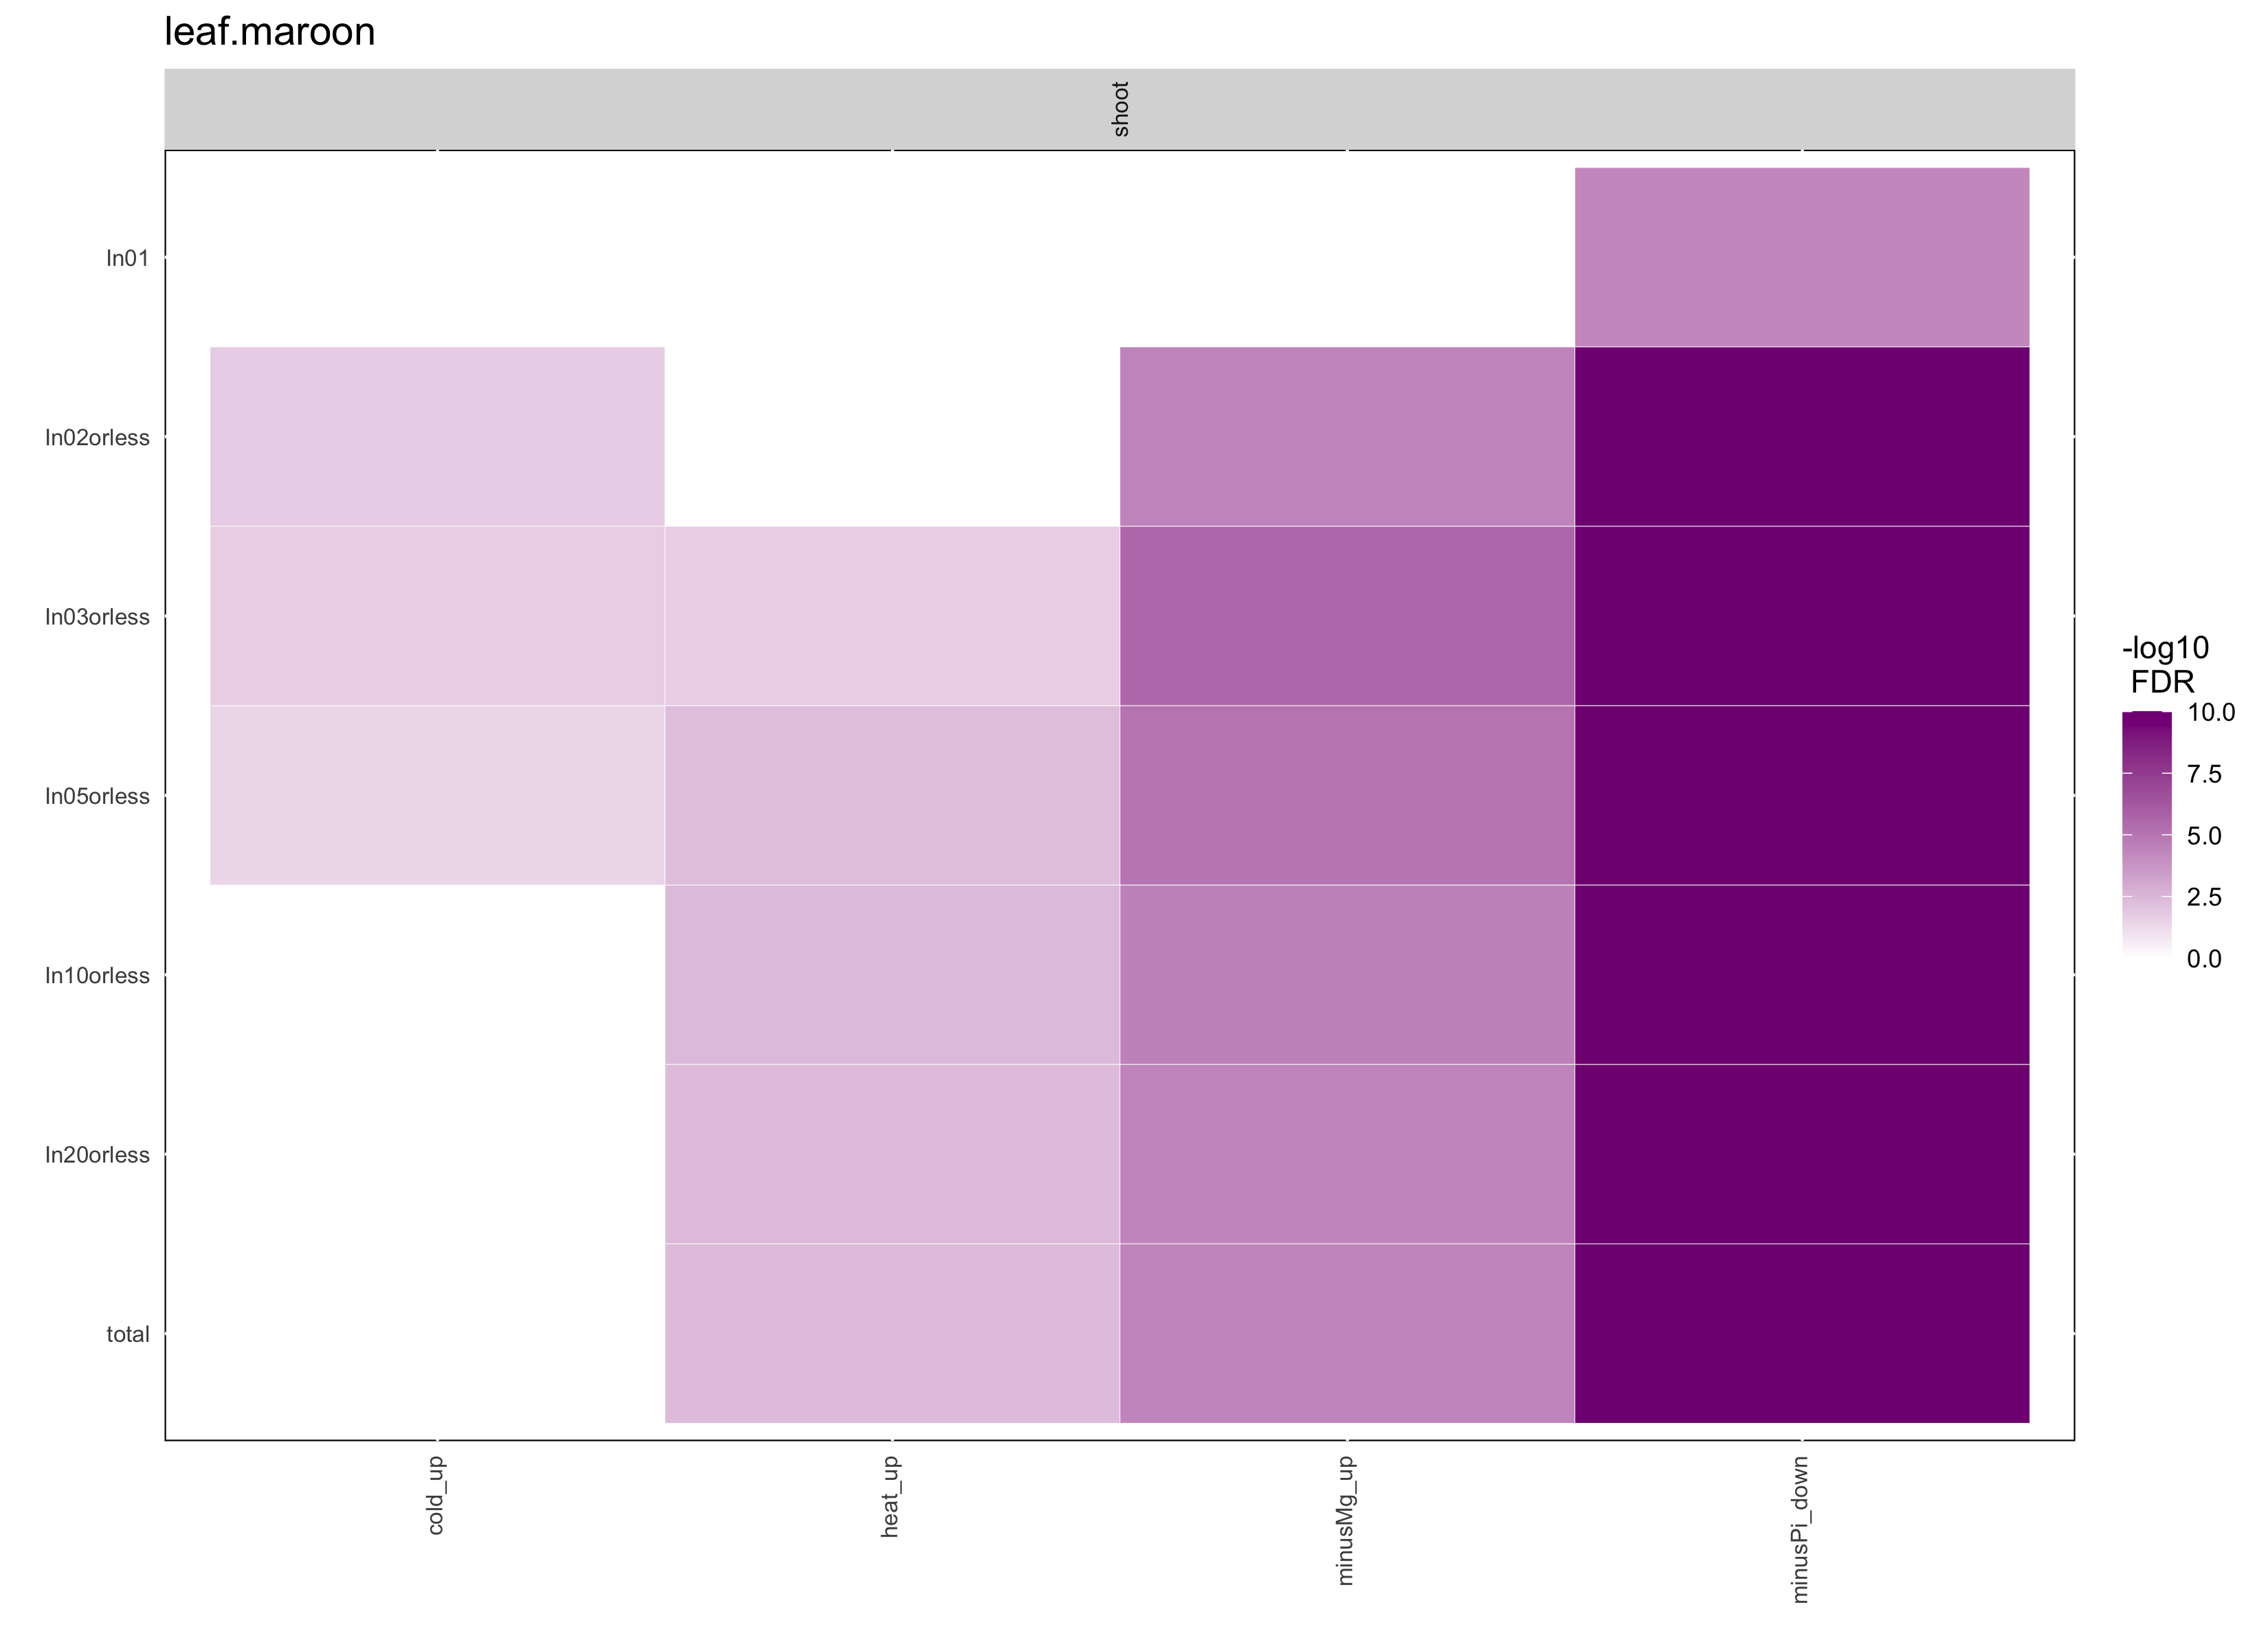 leaf.maroon
shoot
In01
In02orless
In03orless
In05orless
In10orless
In20orless
total
cold_up
heat_up
minusMg_up
minusPi_down
-log10
FDR
10.0
7.5
5.0
2.5
0.0